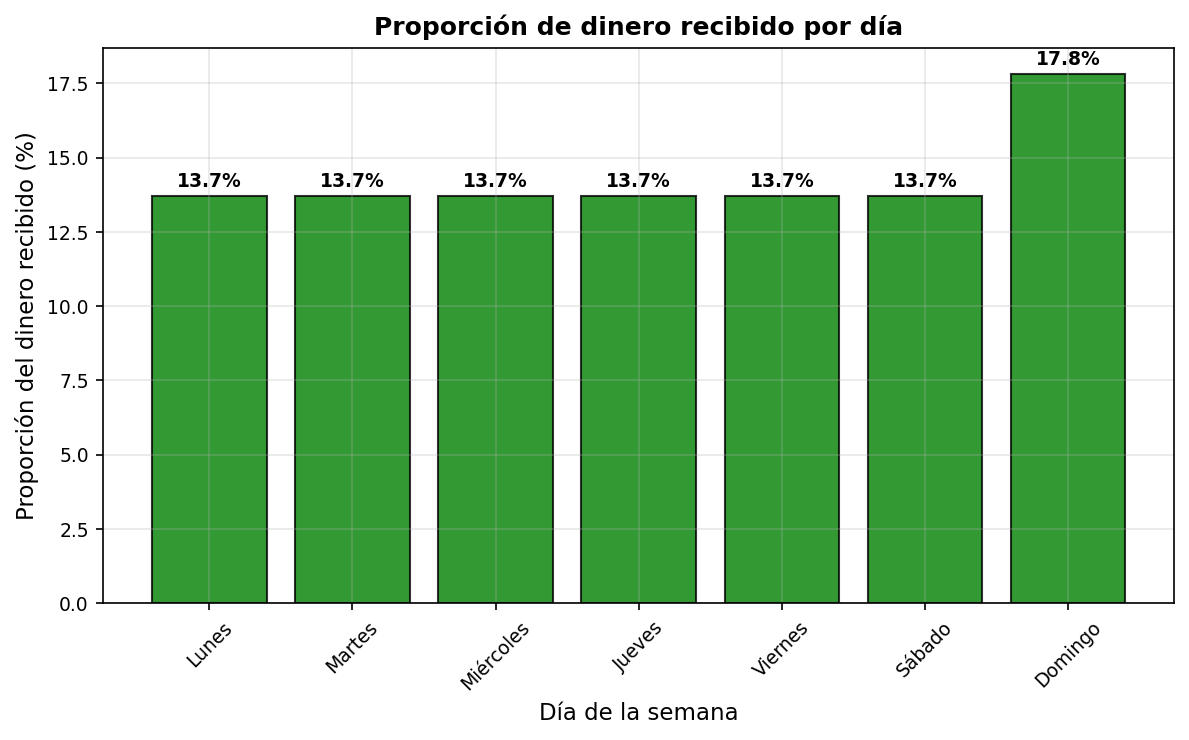 Proporción de dinero recibido por día
Proporción del dinero recibido (%)
17.5
15.0
12.5
10.0
7.5
5.0
2.5
0.0
13.7%
13.7%
13.7%
13.7%
13.7%
13.7%
17.8%
Lunes
Martes
Miércoles
Jueves
Viernes
Sábado
Domingo
Día de la semana